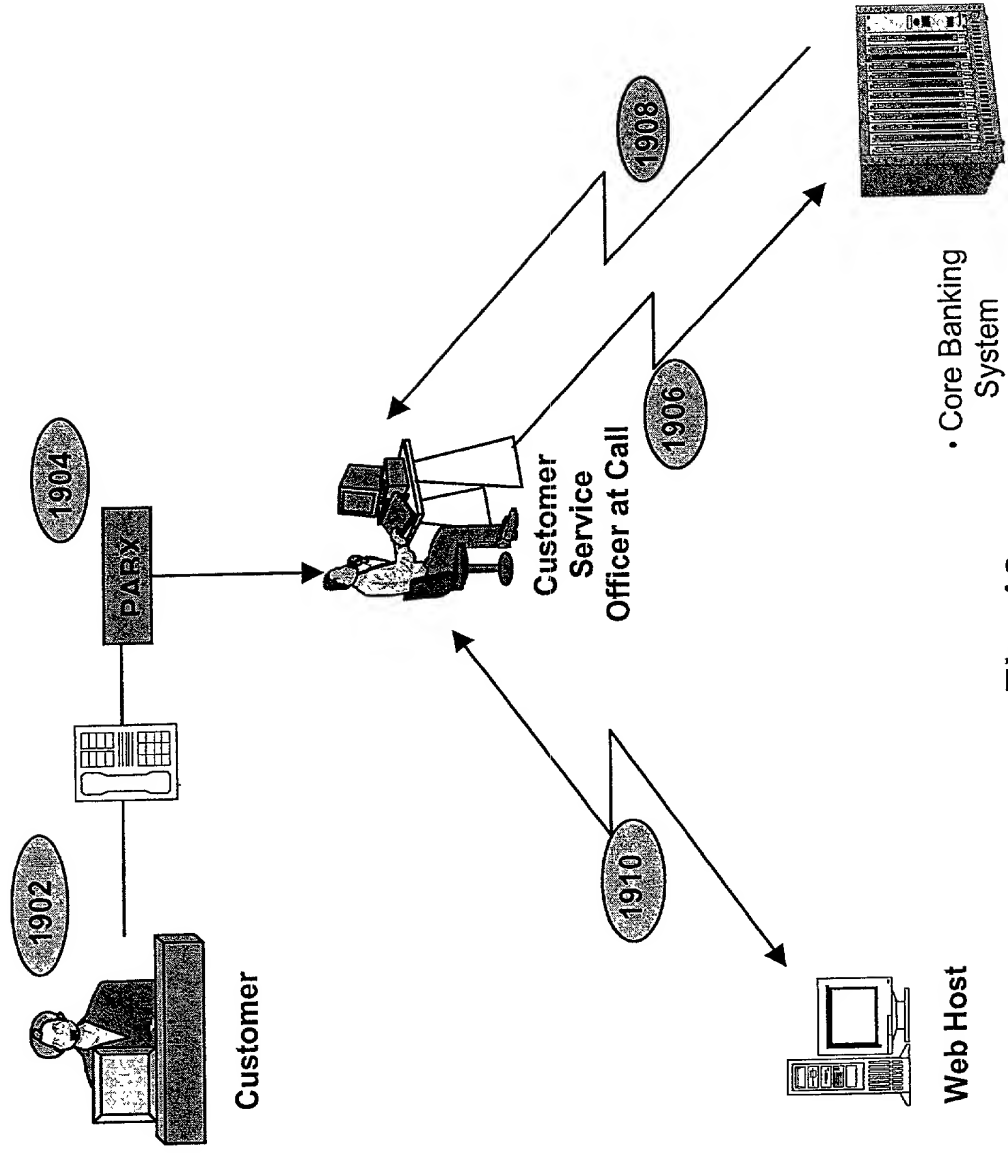 1902
1904
PABX
Customer
Customer
Service
Officer at Call
1908
1906
1910
Web Host
• Core Banking
System